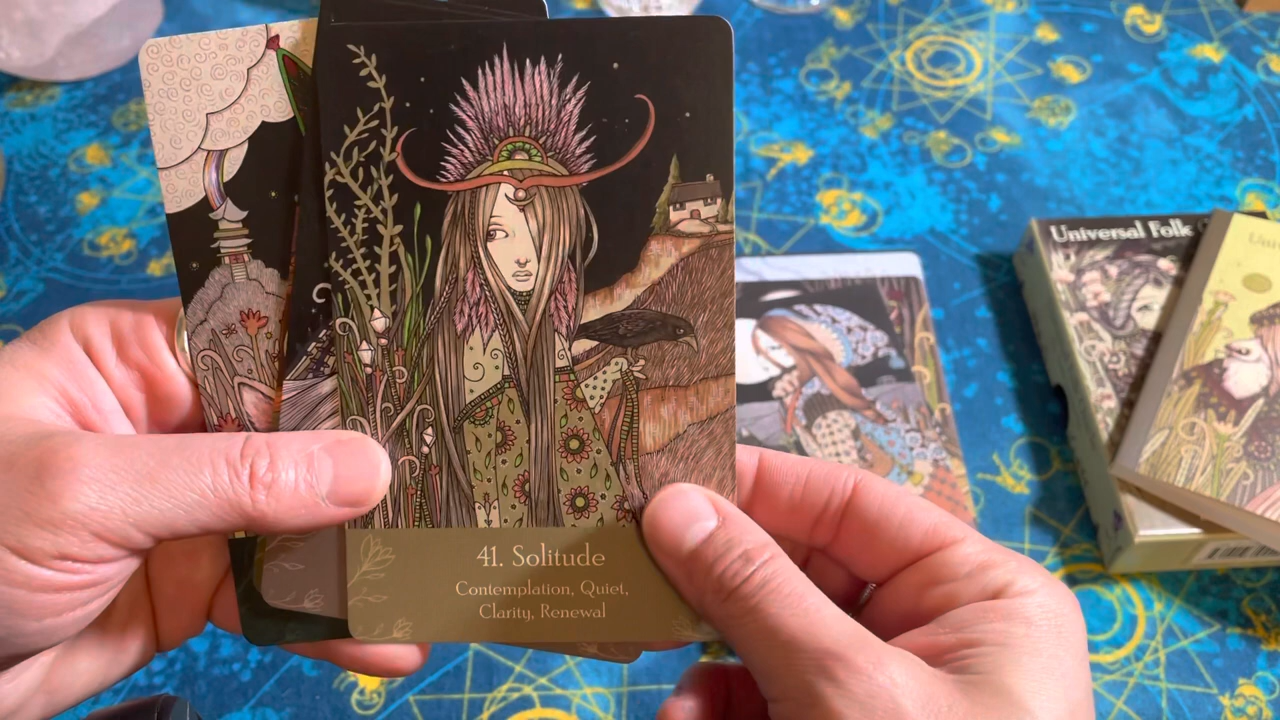 41. Solitude
Contemplation, Quiet,
Clarity, Renewal
Universal Folk